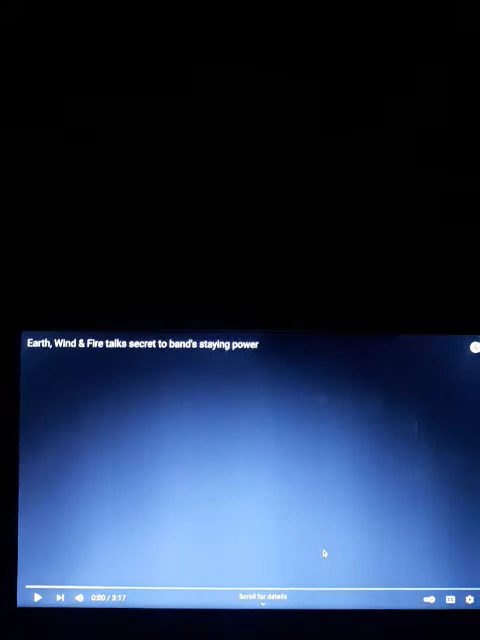 Earth, Wind & Fire talks secret to band's staying power
0:00 / 3:17
Scroll for details